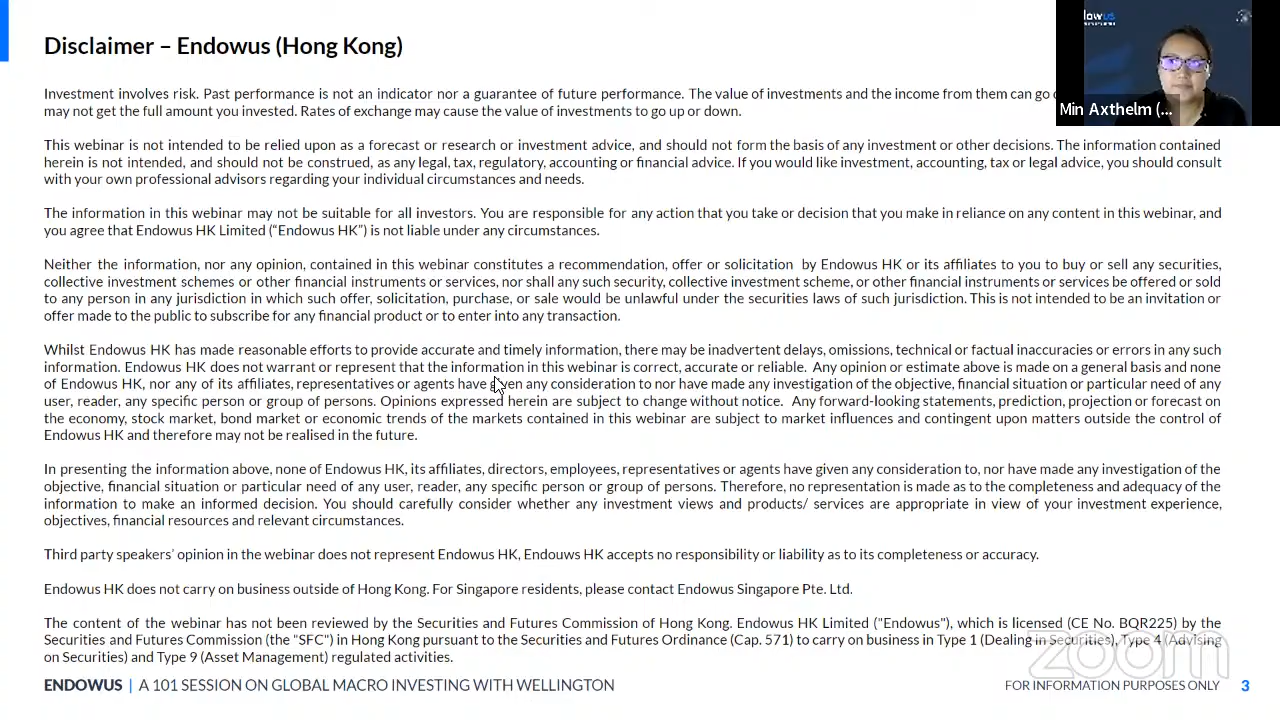 Disclaimer – Endowus (Hong Kong)
Investment involves risk. Past performance is not an indicator nor a guarantee of future performance. The value of investments and the income from them can go
may not get the full amount you invested. Rates of exchange may cause the value of investments to go up or down.
This webinar is not intended to be relied upon as a forecast or research or investment advice, and should not form the basis of any investment or other decisions. The information contained
herein is not intended, and should not be construed, as any legal, tax, regulatory, accounting or financial advice. If you would like investment, accounting, tax or legal advice, you should consult
with your own professional advisors regarding your individual circumstances and needs.
The information in this webinar may not be suitable for all investors. You are responsible for any action that you take or decision that you make in reliance on any content in this webinar, and
you agree that Endowus HK Limited (“Endowus HK”) is not liable under any circumstances.
Neither the information, nor any opinion, contained in this webinar constitutes a recommendation, offer or solicitation by Endowus HK or its affiliates to you to buy or sell any securities,
collective investment schemes or other financial instruments or services, nor shall any such security, collective investment scheme, or other financial instruments or services be offered or sold
to any person in any jurisdiction in which such offer, solicitation, purchase, or sale would be unlawful under the securities laws of such jurisdiction. This is not intended to be an invitation or
offer made to the public to subscribe for any financial product or to enter into any transaction.
Whilst Endowus HK has made reasonable efforts to provide accurate and timely information, there may be inadvertent delays, omissions, technical or factual inaccuracies or errors in any such
information. Endowus HK does not warrant or represent that the information in this webinar is correct, accurate or reliable. Any opinion or estimate above is made on a general basis and none
of Endowus HK, nor any of its affiliates, representatives or agents have given any consideration to nor have made any investigation of the objective, financial situation or particular need of any
user, reader, any specific person or group of persons. Opinions expressed herein are subject to change without notice. Any forward-looking statements, prediction, projection or forecast on
the economy, stock market, bond market or economic trends of the markets contained in this webinar are subject to market influences and contingent upon matters outside the control of
Endowus HK and therefore may not be realised in the future.
In presenting the information above, none of Endowus HK, its affiliates, directors, employees, representatives or agents have given any consideration to, nor have made any investigation of the
objective, financial situation or particular need of any user, reader, any specific person or group of persons. Therefore, no representation is made as to the completeness and adequacy of the
information to make an informed decision. You should carefully consider whether any investment views and products/ services are appropriate in view of your investment experience,
objectives, financial resources and relevant circumstances.
Third party speakers’ opinion in the webinar does not represent Endowus HK, Endouws HK accepts no responsibility or liability as to its completeness or accuracy.
Endowus HK does not carry on business outside of Hong Kong. For Singapore residents, please contact Endowus Singapore Pte. Ltd.
The content of the webinar has not been reviewed by the Securities and Futures Commission of Hong Kong. Endowus HK Limited ("Endowus"), which is licensed (CE No. BQR225) by the
Securities and Futures Commission (the "SFC") in Hong Kong pursuant to the Securities and Futures Ordinance (Cap. 571) to carry on business in Type 1 (Dealing in Securities), Type 4 (Advising
on Securities) and Type 9 (Asset Management) regulated activities.
ENDOWUS | A 101 SESSION ON GLOBAL MACRO INVESTING WITH WELLINGTON
FOR INFORMATION PURPOSES ONLY 3
lowus
Min Axthelm (...
zoom